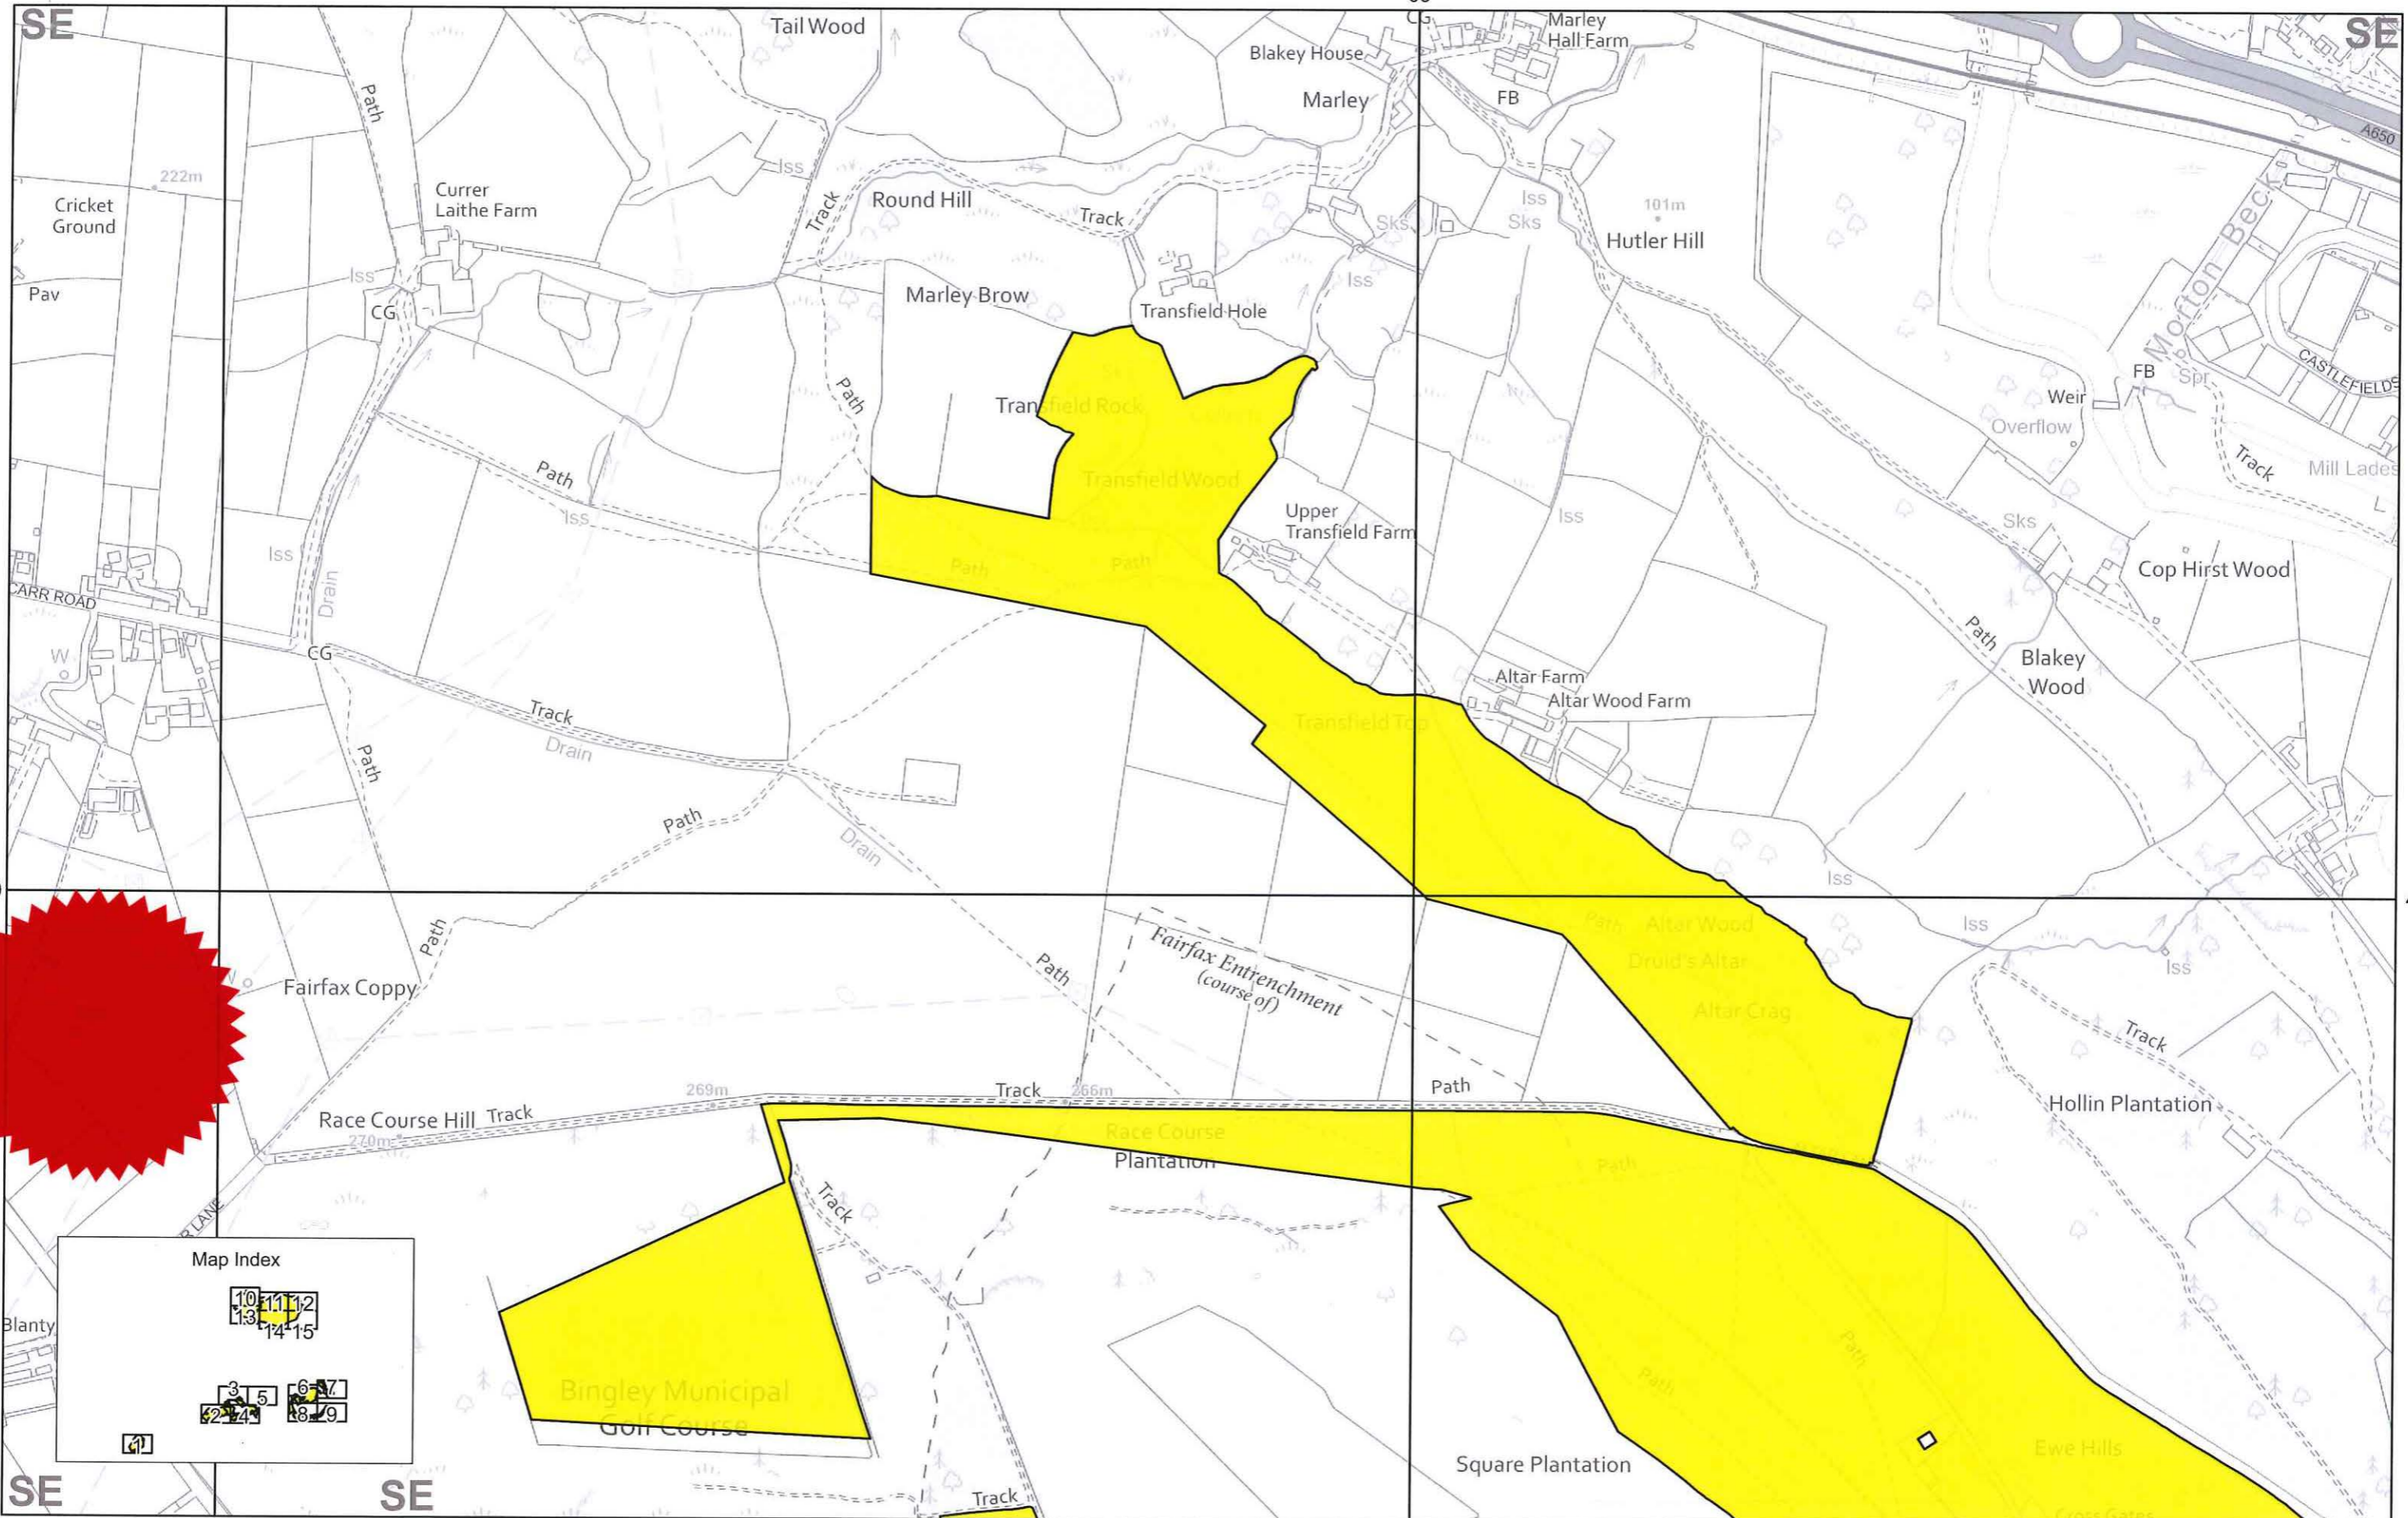 SE
SE
Tail Wood
CG
Marley
Hall Farm
Blakey House
Path
Marley
FB
A650
Iss
222m
Cricket
Ground
Currer
Laithe Farm
Track
Round Hill
Track
Sks
Iss
Sks
101m
Hutler Hill
Morton Beck
Iss
Pav
CG
Marley Brow
Transfield Hole
Iss
CASTLEFIELDS
FB
Spr
Weir
Overflow
Path
Transfield Rock
Track
Mill Lades
L
Path
Transfield Wood
Upper
Transfield Farm
Iss
Iss
Sks
Iss
Path
Path
Cop Hirst Wood
CARR ROAD
Drain
Path
W
CG
Blakey
Wood
Altar Farm
Altar Wood Farm
Track
Transfield Top
Drain
Path
Path
Drain
Iss
Path
Path
Altar Wood
Iss
Fairfax Entrenchment
(course of)
Path
Druid's Altar
Iss
Fairfax Coppy
Altar Crag
Track
269m
Track
266m
Path
Hollin Plantation
Race Course Hill
Track
270m
Race Course
Plantation
Path
Track
R LANE
Map Index
10
11
12
13
14
15
3
5
6
7
2
4
8
9
1
Blanty
Path
Path
Bingley Municipal
Golf Course
Ewe Hills
Square Plantation
SE
SE
Track
Cross Gates